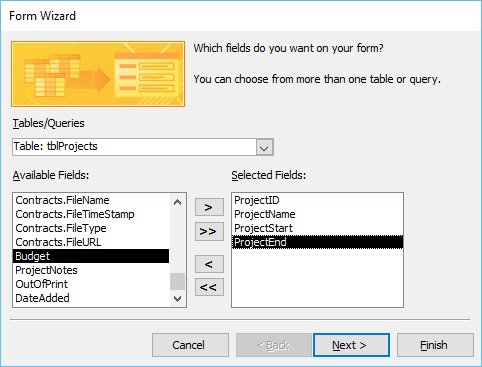 Form Wizard
Which fields do you want on your form?
You can choose from more than one table or query.
Tables/Queries
Table: tblProjects
Available Fields:
Selected Fields:
Contracts.FileName
Contracts.FileTimeStamp
Contracts.FileType
Contracts.FileURL
Budget
ProjectNotes
OutOfPrint
DateAdded
>
>>
<
<<
ProjectID
ProjectName
ProjectStart
ProjectEnd
Cancel
< Back
Next >
Finish